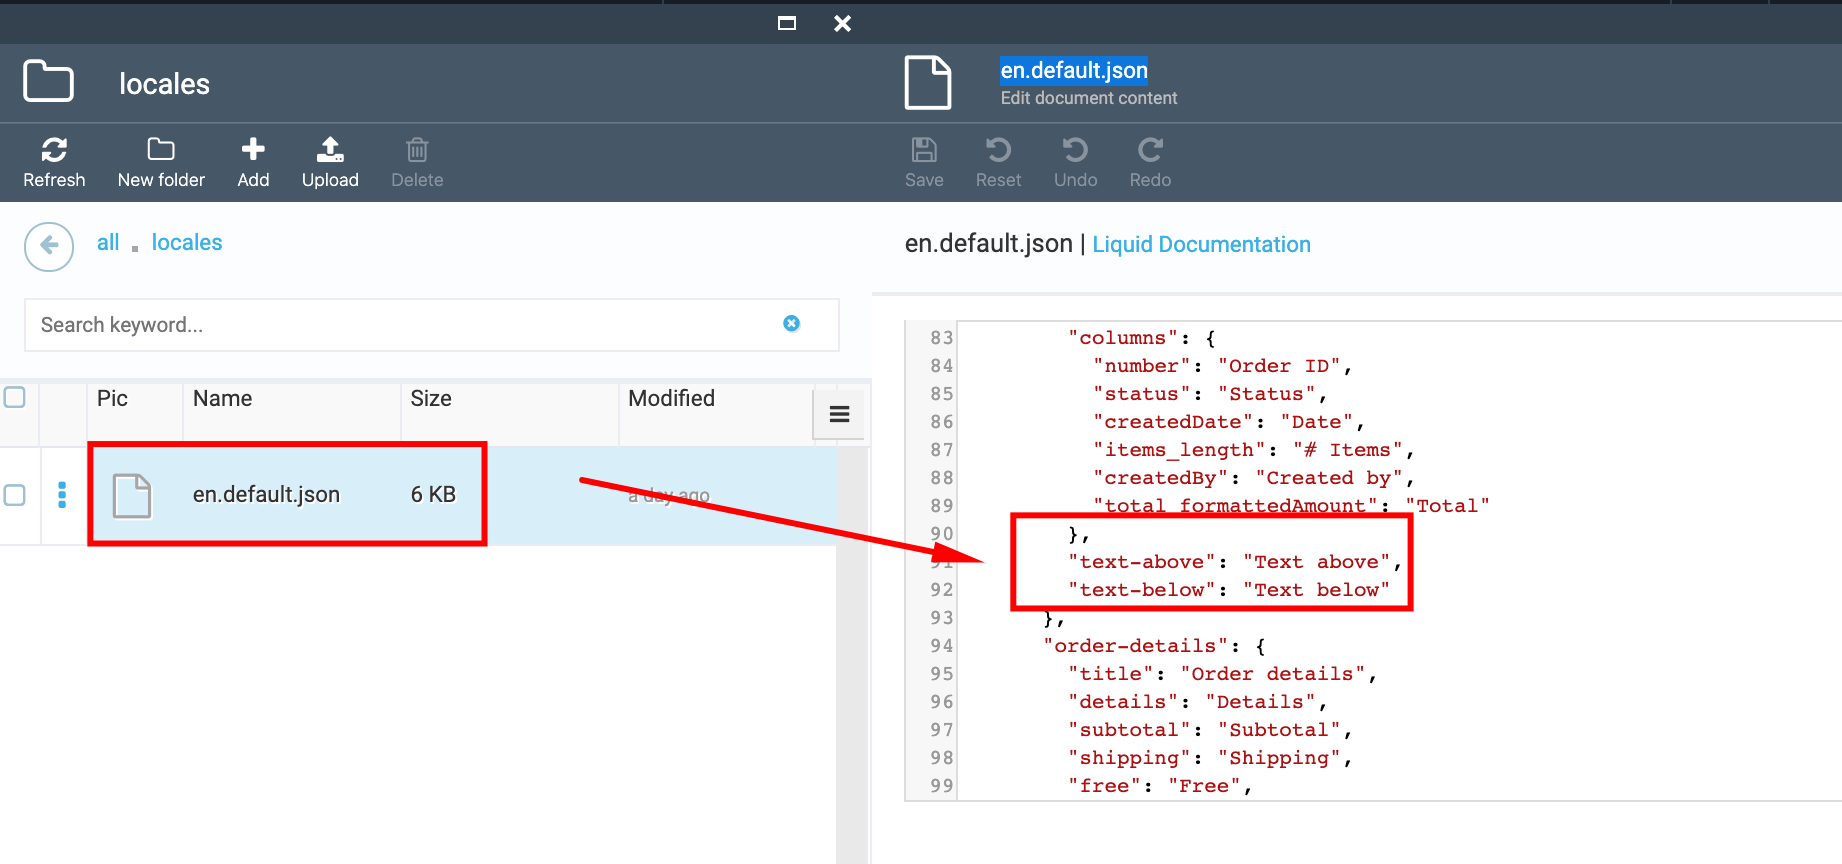 locales
Refresh
New folder
Add
Upload
Delete
all . locales
Search keyword...
Pic Name Size Modified
en.default.json 6 KB a day ago
en.default.json
Edit document content
Save
Reset
Undo
Redo
en.default.json | Liquid Documentation
83 "columns": {
84 "number": "Order ID",
85 "status": "Status",
86 "createdDate": "Date",
87 "items_length": "# Items",
88 "createdBy": "Created by",
89 "total_formattedAmount": "Total"
90 },
91 "text-above": "Text above",
92 "text-below": "Text below"
93 },
94 "order-details": {
95 "title": "Order details",
96 "details": "Details",
97 "subtotal": "Subtotal",
98 "shipping": "Shipping",
99 "free": "Free",